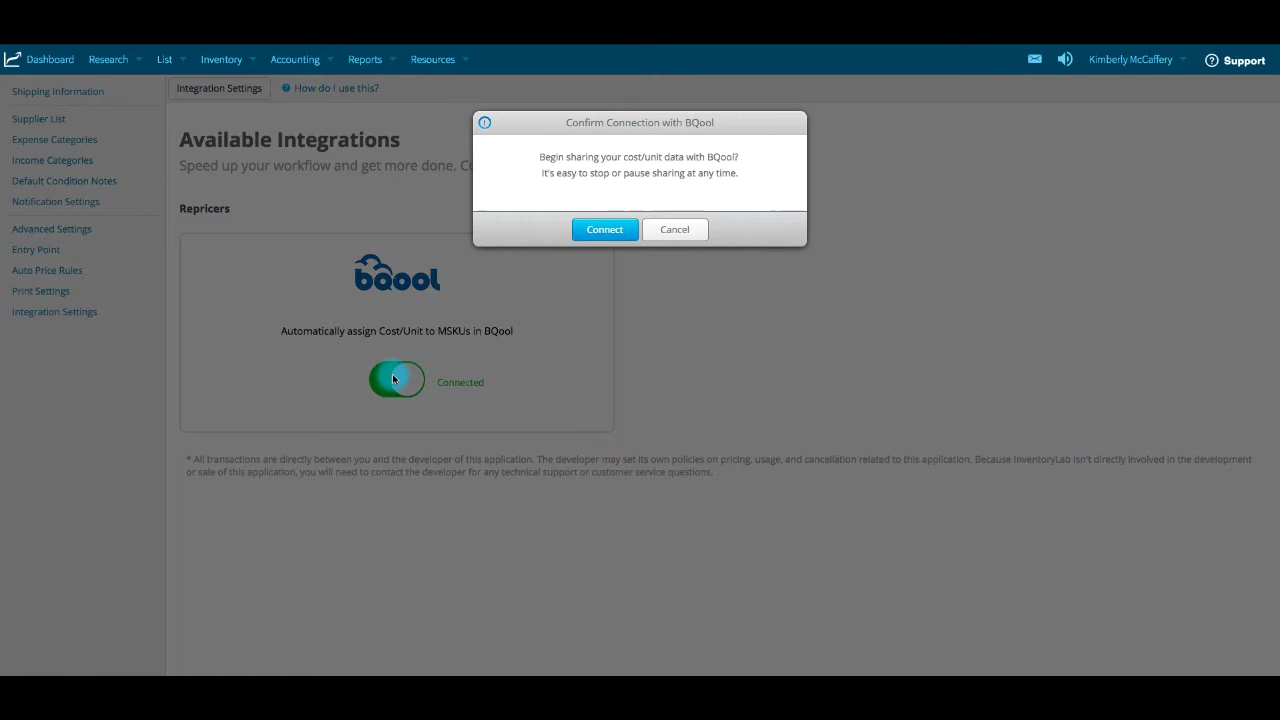 Dashboard Research List Inventory Accounting Reports Resources Kimberly McCaffery Support
Shipping Information
Supplier List
Expense Categories
Income Categories
Default Condition Notes
Notification Settings
Advanced Settings
Entry Point
Auto Price Rules
Print Settings
Integration Settings
Integration Settings How do I use this?
Available Integrations
Speed up your workflow and get more done.
Repricers
bqool
Automatically assign Cost/Unit to MSKUs in BQool
Connected
* All transactions are directly between you and the developer of this application. The developer may set its own policies on pricing, usage, and cancellation related to this application. Because InventoryLab isn't directly involved in the development
or sale of this application, you will need to contact the developer for any technical support or customer service questions.
Confirm Connection with BQool
Begin sharing your cost/unit data with BQool?
It's easy to stop or pause sharing at any time.
Connect Cancel